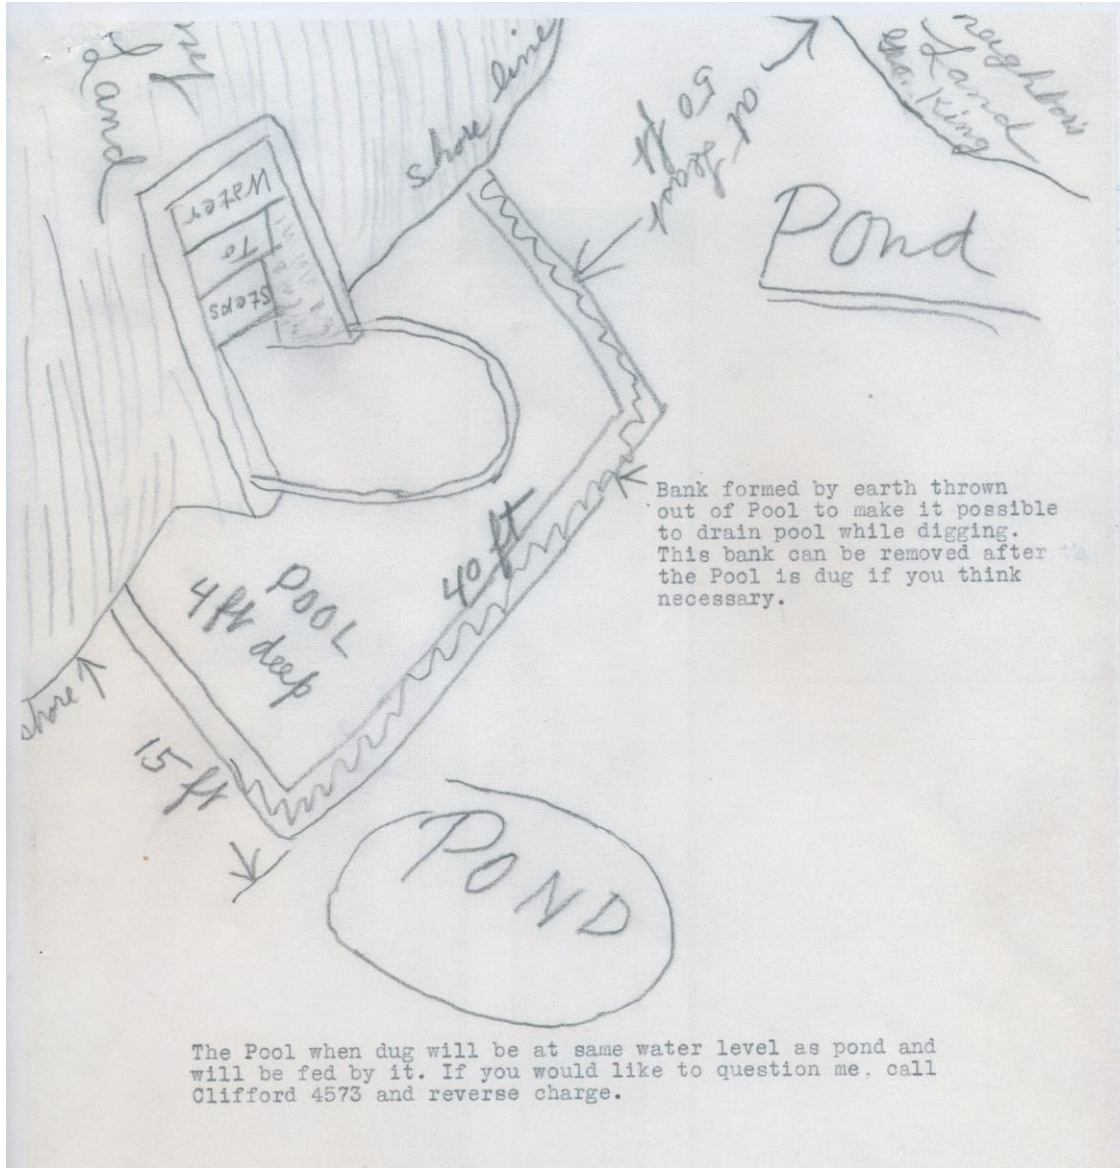 my
Land
shore line
at least
50 ft
neighbor's
Land
Geo. King
Pond
Water
To
Steps
Bank formed by earth thrown
out of Pool to make it possible
to drain pool while digging.
This bank can be removed after
the Pool is dug if you think
necessary.
40 ft
POOL
4 ft deep
shore
15 ft
POND
The Pool when dug will be at same water level as pond and
will be fed by it. If you would like to question me, call
Clifford 4573 and reverse charge.